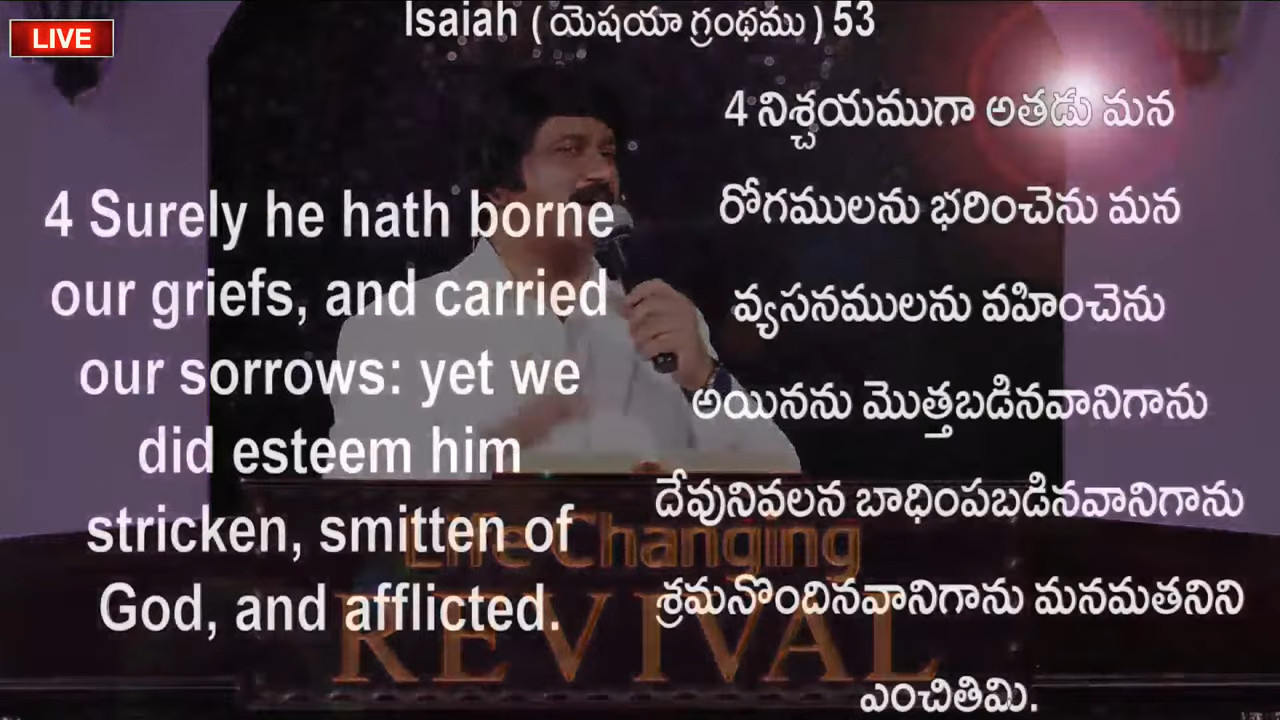 Isaiah ( యెషయా గ్రంథము ) 53
LIVE
4 Surely he hath borne
our griefs, and carried
our sorrows: yet we
did esteem him
stricken, smitten of
God, and afflicted.
4 నిశ్చయముగా అతడు మన
రోగములను భరించెను మన
వ్యసనములను వహించెను
అయినను మొత్తబడినవానిగాను
దేవునివలన బాధింపబడినవానిగాను
శ్రమనొందినవానిగాను మనమతనిని
ఎంచితిమి.
Life Changing
REVIVAL